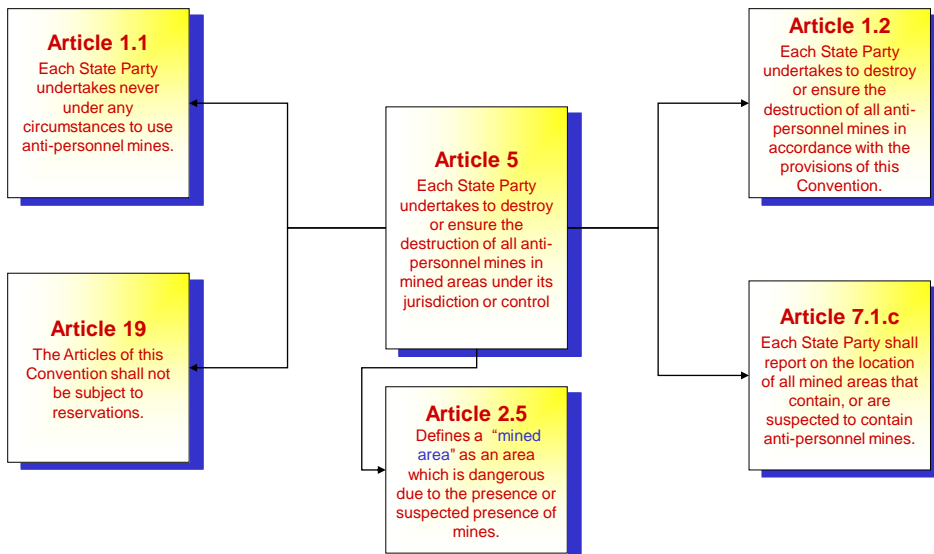 Article 1.1
Each State Party
undertakes never
under any
circumstances to use
anti-personnel mines.
Article 19
The Articles of this
Convention shall not
be subject to
reservations.
Article 5
Each State Party
undertakes to destroy
or ensure the
destruction of all anti-
personnel mines in
mined areas under its
jurisdiction or control
Article 2.5
Defines a “mined
area” as an area
which is dangerous
due to the presence or
suspected presence of
mines.
Article 1.2
Each State Party
undertakes to destroy
or ensure the
destruction of all anti-
personnel mines in
accordance with the
provisions of this
Convention.
Article 7.1.c
Each State Party shall
report on the location
of all mined areas that
contain, or are
suspected to contain
anti-personnel mines.